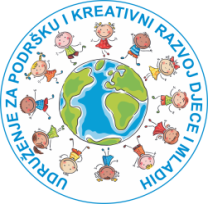 UDRUŽENJE ZA PODRŠKU I KREATIVNI RAZVOJ DJECE I MLADIH